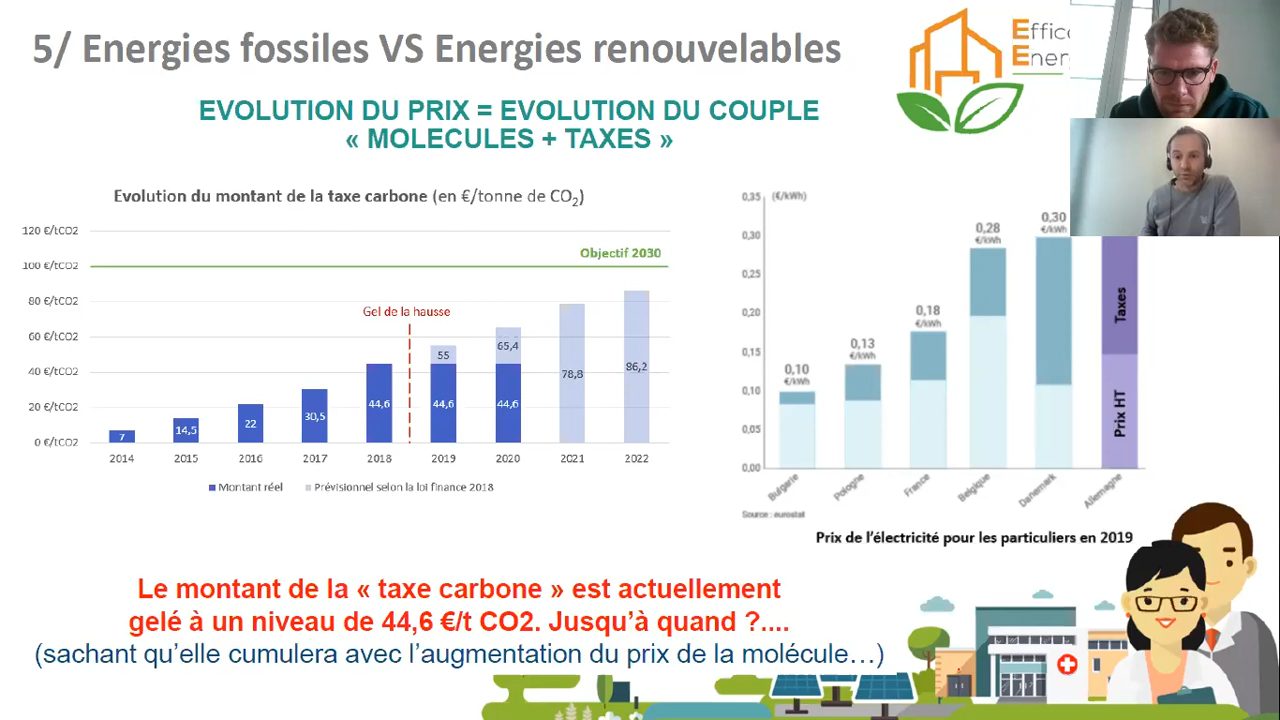 5/ Energies fossiles VS Energies renouvelables
EVOLUTION DU PRIX = EVOLUTION DU COUPLE
« MOLECULES + TAXES »
Evolution du montant de la taxe carbone (en €/tonne de CO2)
120 €/tCO2
100 €/tCO2
80 €/tCO2
60 €/tCO2
40 €/tCO2
20 €/tCO2
0 €/tCO2
Objectif 2030
Gel de la hausse
7
14,5
22
30,5
44,6
55
44,6
65,4
44,6
78,8
86,2
2014 2015 2016 2017 2018 2019 2020 2021 2022
Montant réel Prévisionnel selon la loi finance 2018
0,35 (€/kWh)
0,30
0,25
0,20
0,15
0,10
0,05
0,00
0,10
€/kWh
0,13
€/kWh
0,18
€/kWh
0,28
€/kWh
0,30
€/kWh
Taxes
Prix HT
Bulgarie Pologne France Belgique Danemark Allemagne
Source : eurostat
Prix de l'électricité pour les particuliers en 2019
Le montant de la « taxe carbone » est actuellement
gelé à un niveau de 44,6 €/t CO2. Jusqu'à quand ?....
(sachant qu'elle cumulera avec l'augmentation du prix de la molécule…)